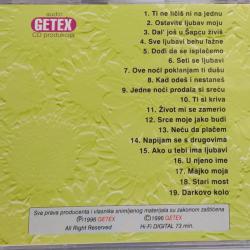 audio
GETEX
CD produkcija
1. Ti ne ličiš ni na jednu
2. Ostavite ljubav moju
3. Dal' još u Šapcu živiš
4. Sve ljubavi behu lažne
5. Dođi da se isplačemo
6. Seti se ljubavi
7. Ove noći poklanjam ti dušu
8. Kad odeš i nestaneš
9. Jedne noći prodala si sreću
10. Ti si kriva
11. Život mi se zamerio
12. Srce moje jako budi
13. Neću da plačem
14. Napijam se s drugovima
15. Ako u tebi ima ljubavi
16. U njeno ime
17. Majko moja
18. Stari most
19. Darkovo kolo
Sva prava producenta i vlasnika snimljenog materjala su zakonom zaštićena
Ⓟ1996 GETEX © 1996 GETEX
All Right Reserved Hi-Fi DIGITAL 73 min.